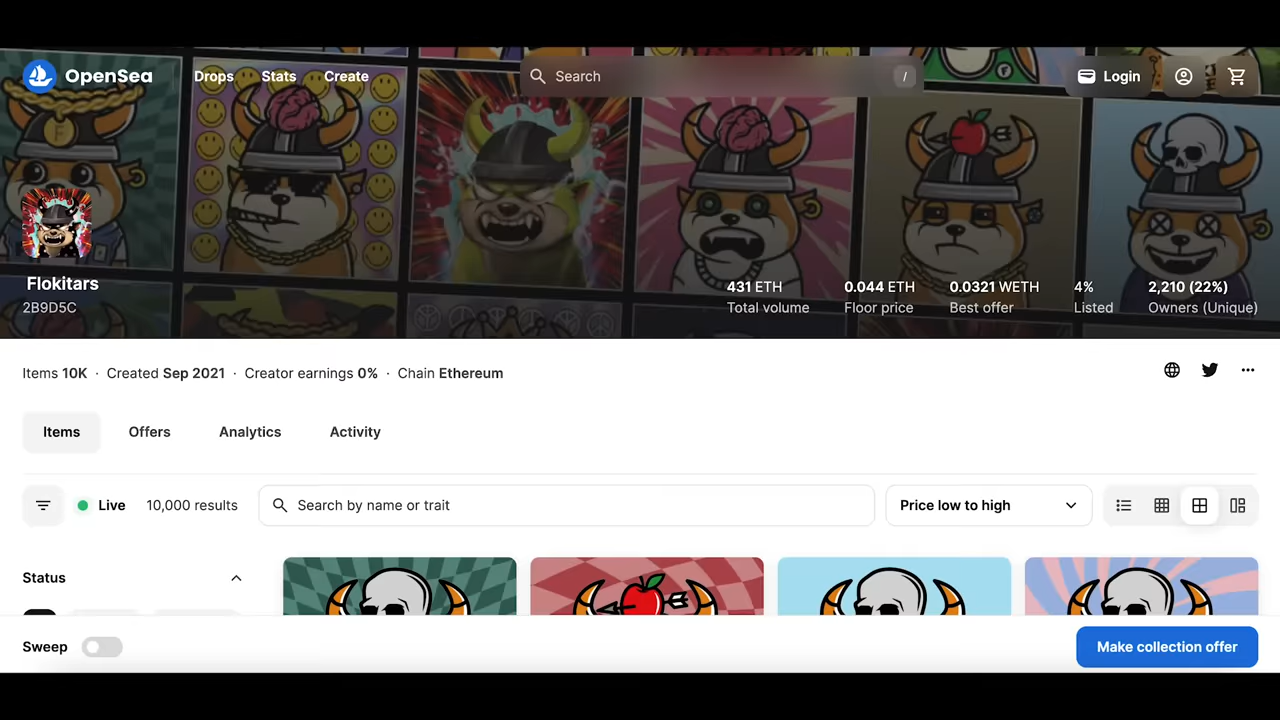 OpenSea Drops Stats Create Search / Login
Flokitars
2B9D5C
431 ETH 0.044 ETH 0.0321 WETH 4% 2,210 (22%)
Total volume Floor price Best offer Listed Owners (Unique)
Items 10K · Created Sep 2021 · Creator earnings 0% · Chain Ethereum
Items Offers Analytics Activity
Live 10,000 results Search by name or trait Price low to high
Status
Sweep Make collection offer